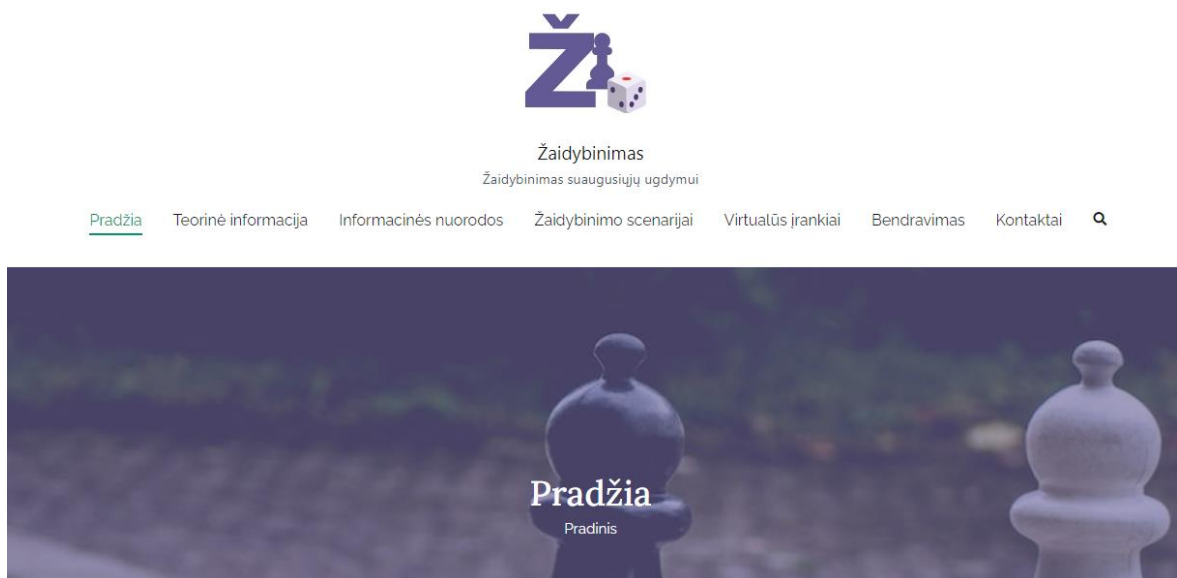 Ž
Žaidybinimas
Žaidybinimas suaugusiųjų ugdymui
Pradžia Teorinė informacija Informacinės nuorodos Žaidybinimo scenarijai Virtualūs įrankiai Bendravimas Kontaktai
Pradžia
Pradinis